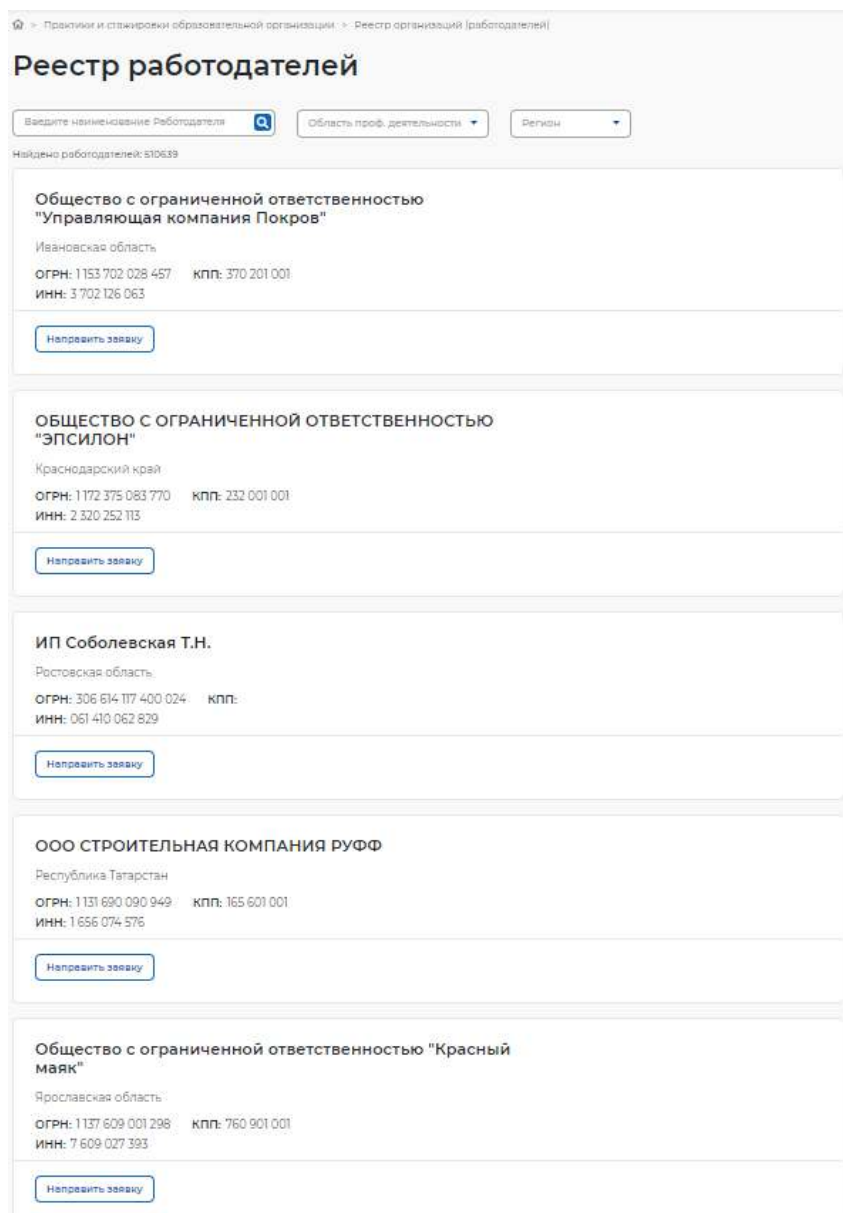 > Практики и стажировки образовательной организации > Реестр организаций (работодателей)
Реестр работодателей
Введите наименование Работодателя
Область проф. деятельности
Регион
Найдено работодателей: 510639
Общество с ограниченной ответственностью
"Управляющая компания Покров"
Ивановская область
ОГРН: 1 153 702 028 457 КПП: 370 201 001
ИНН: 3 702 126 063
Направить заявку
ОБЩЕСТВО С ОГРАНИЧЕННОЙ ОТВЕТСТВЕННОСТЬЮ
"ЭПСИЛОН"
Краснодарский край
ОГРН: 1 172 375 083 770 КПП: 232 001 001
ИНН: 2 320 252 113
Направить заявку
ИП Соболевская Т.Н.
Ростовская область
ОГРН: 306 614 117 400 024 КПП:
ИНН: 061 410 062 829
Направить заявку
ООО СТРОИТЕЛЬНАЯ КОМПАНИЯ РУФФ
Республика Татарстан
ОГРН: 1 131 690 090 949 КПП: 165 601 001
ИНН: 1 656 074 576
Направить заявку
Общество с ограниченной ответственностью "Красный
маяк"
Ярославская область
ОГРН: 1 137 609 001 298 КПП: 760 901 001
ИНН: 7 609 027 393
Направить заявку